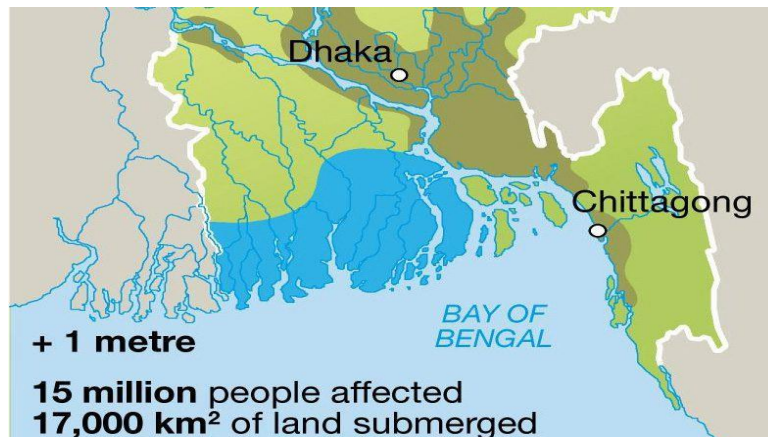 Dhaka
Chittagong
BAY OF
BENGAL
+ 1 metre
15 million people affected
17,000 km² of land submerged